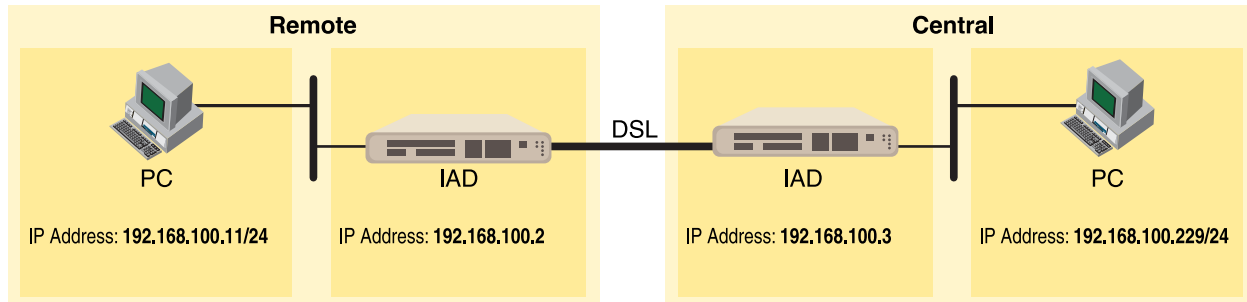 Remote
Central
DSL
PC
IAD
IAD
PC
IP Address: 192.168.100.11/24
IP Address: 192.168.100.2
IP Address: 192.168.100.3
IP Address: 192.168.100.229/24